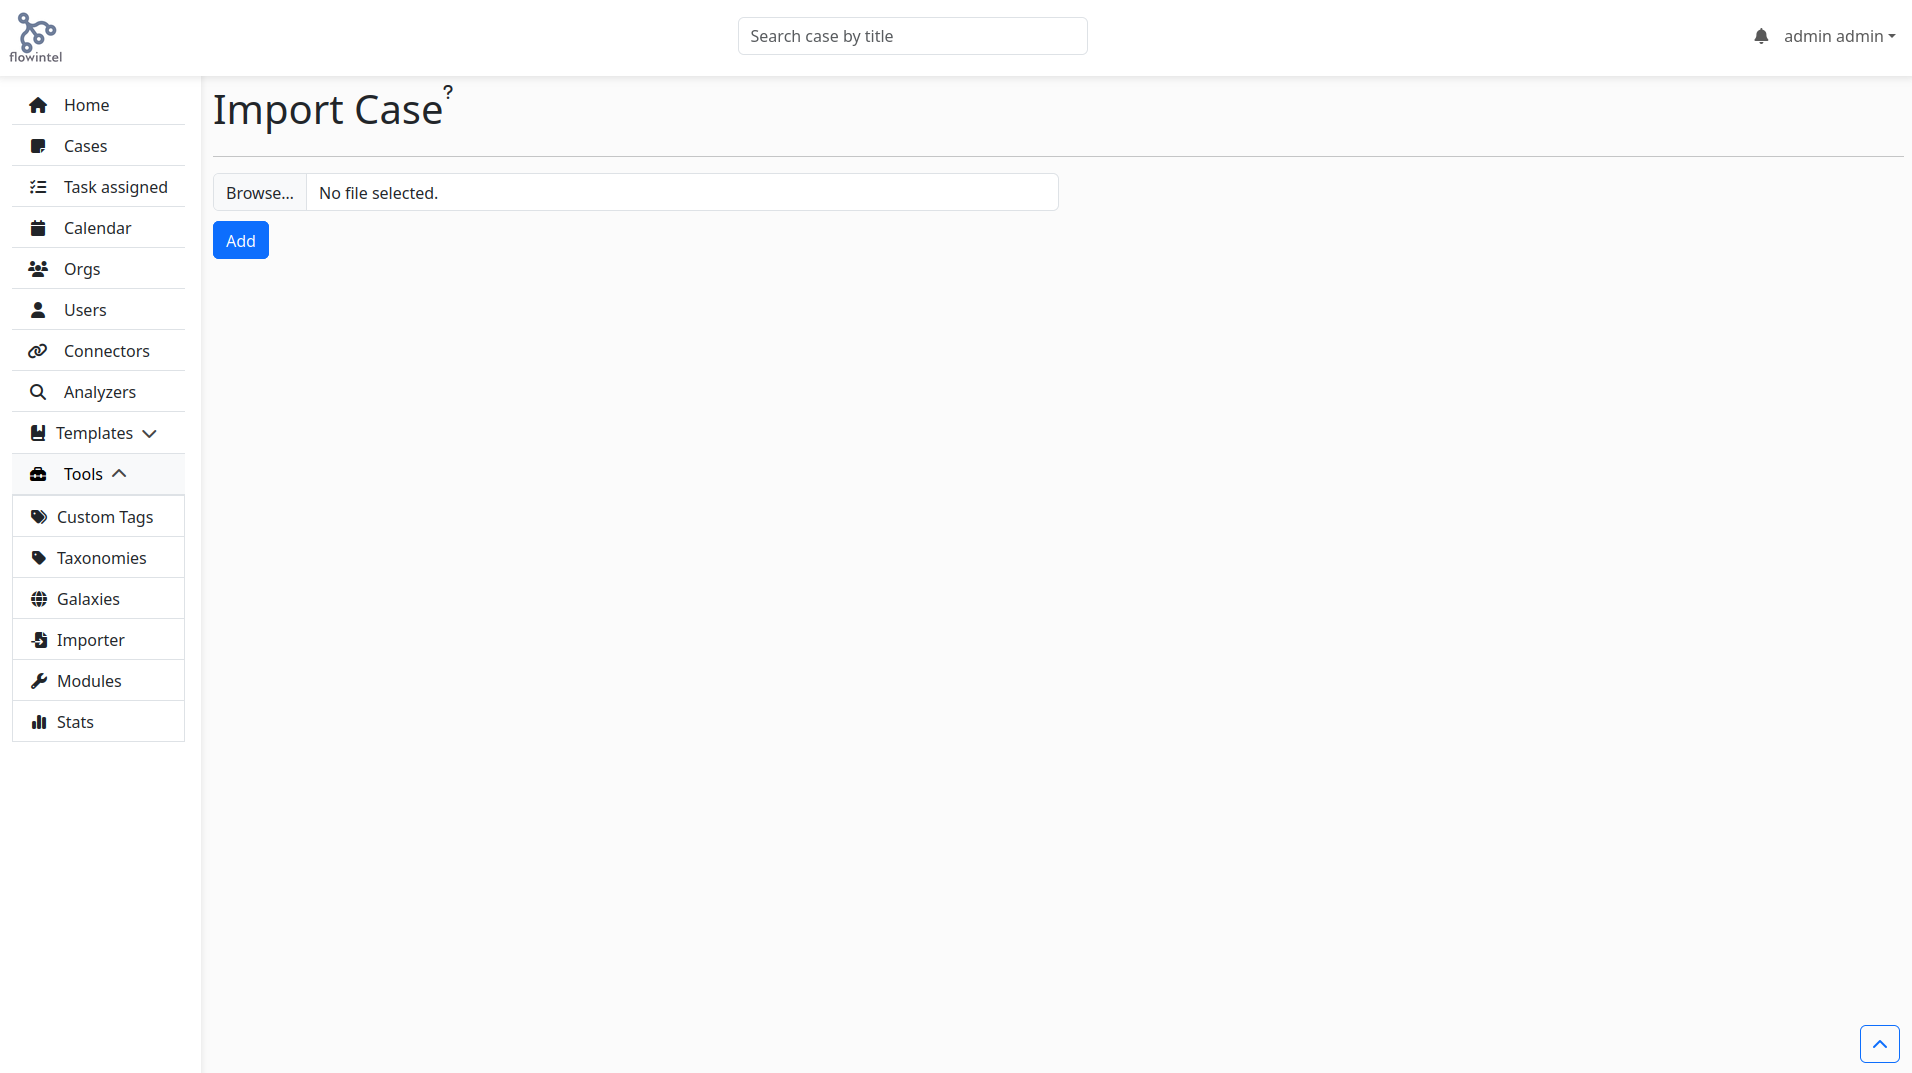 flowintel
Search case by title
admin admin
Home
Cases
Task assigned
Calendar
Orgs
Users
Connectors
Analyzers
Templates
Tools
Custom Tags
Taxonomies
Galaxies
Importer
Modules
Stats
Import Case?
Browse... No file selected.
Add